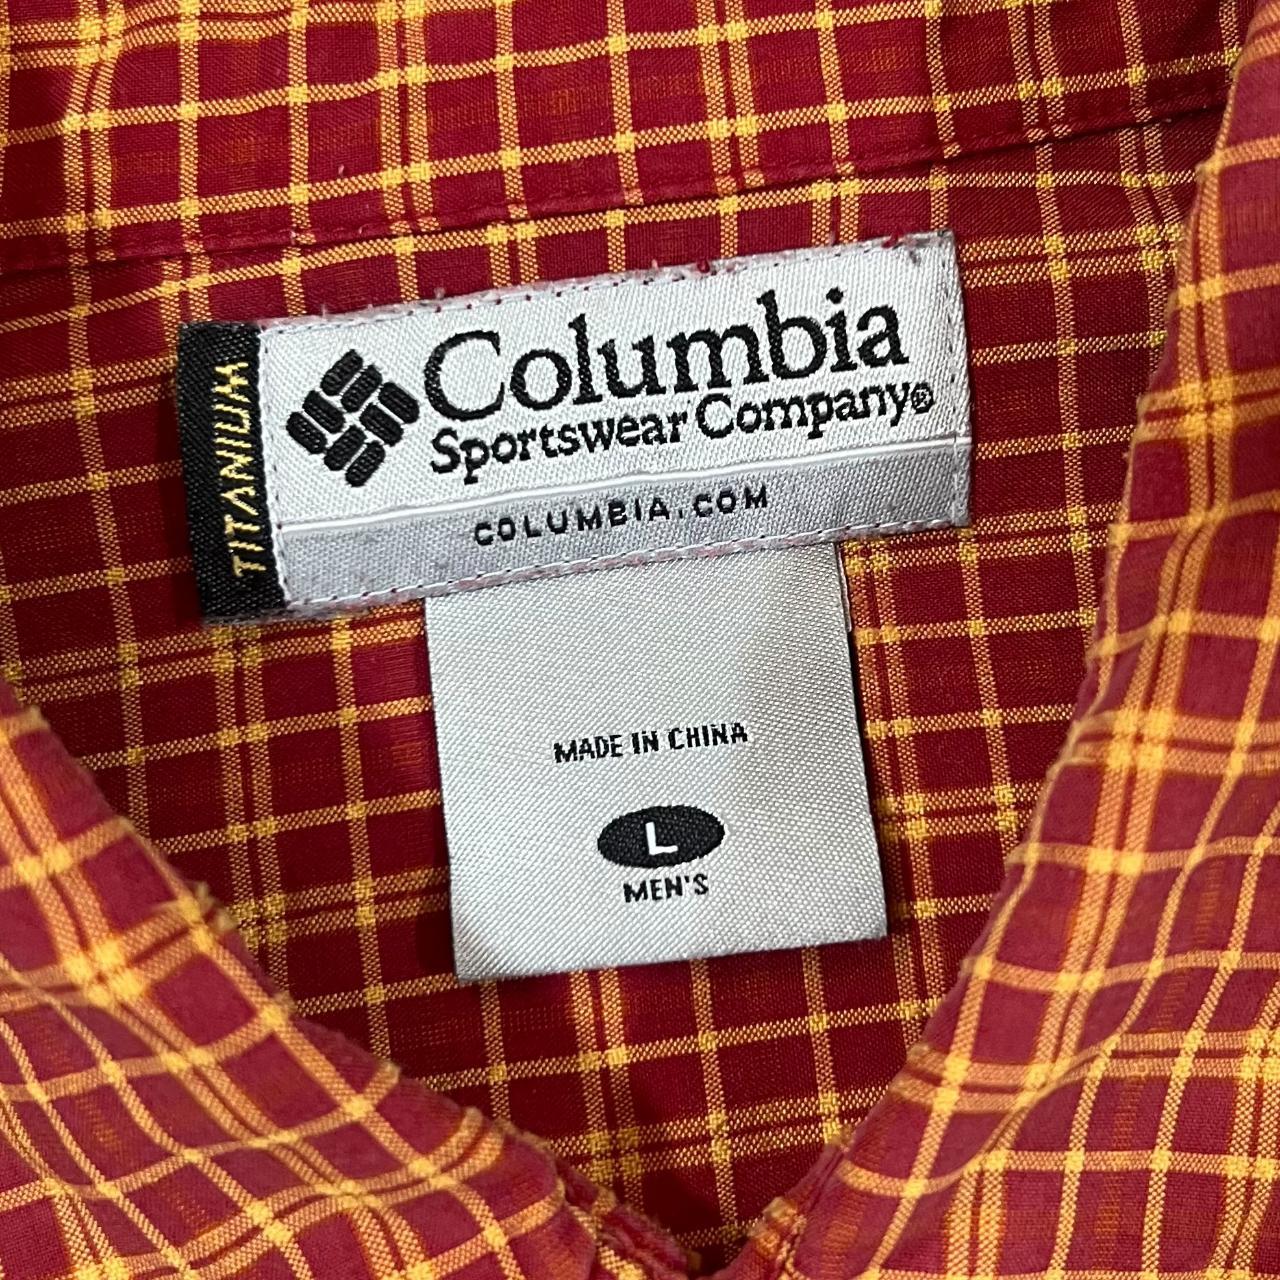 TITANIUM
Columbia
Sportswear Company®
COLUMBIA.COM
MADE IN CHINA
L
MEN'S